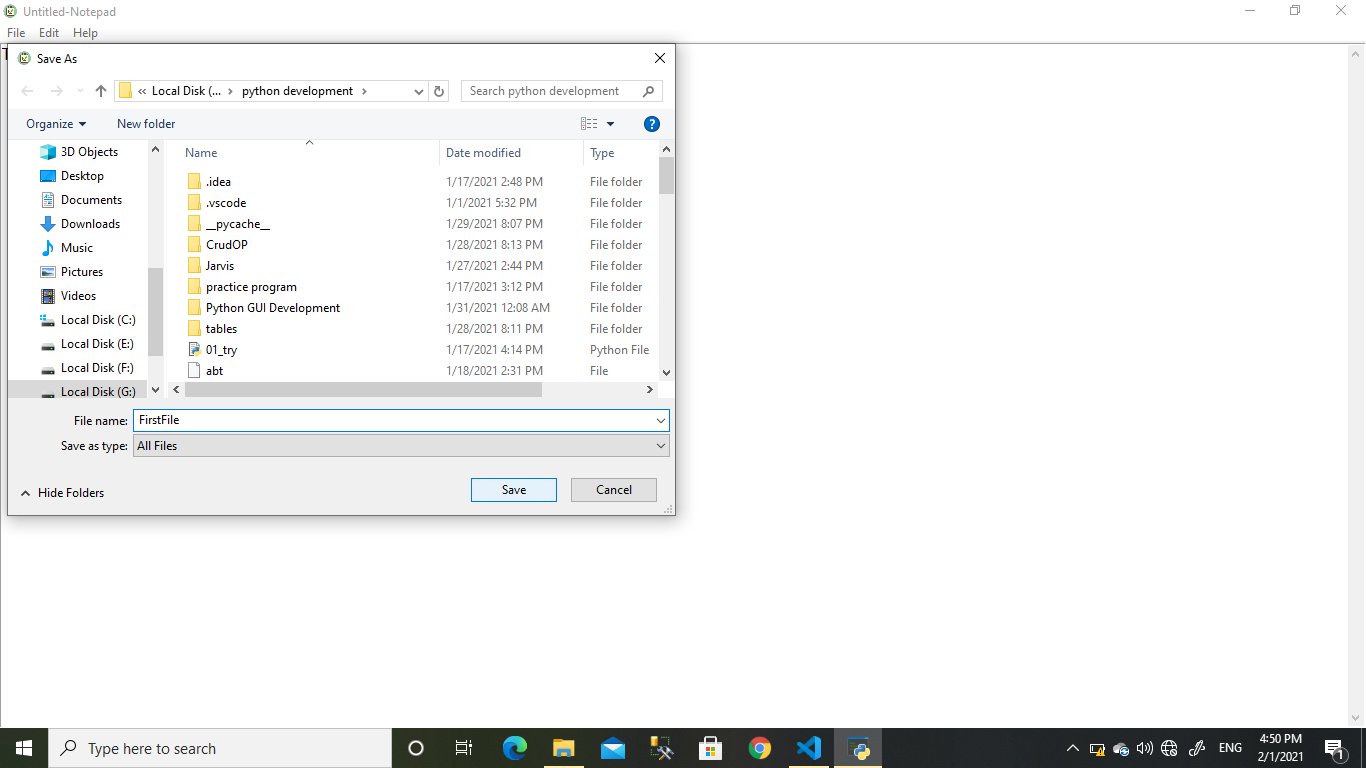 Untitled-Notepad
File Edit Help
T
Save As
« Local Disk (... › python development ›
Search python development
Organize
New folder
?
Name Date modified Type
3D Objects
Desktop
Documents
Downloads
Music
Pictures
Videos
Local Disk (C:)
Local Disk (E:)
Local Disk (F:)
Local Disk (G:)
.idea 1/17/2021 2:48 PM File folder
.vscode 1/1/2021 5:32 PM File folder
__pycache__ 1/29/2021 8:07 PM File folder
CrudOP 1/28/2021 8:13 PM File folder
Jarvis 1/27/2021 2:44 PM File folder
practice program 1/17/2021 3:12 PM File folder
Python GUI Development 1/31/2021 12:08 AM File folder
tables 1/28/2021 8:11 PM File folder
01_try 1/17/2021 4:14 PM Python File
abt 1/18/2021 2:31 PM File
File name: FirstFile
Save as type: All Files
Hide Folders
Save
Cancel
Type here to search
ENG
4:50 PM
2/1/2021
1